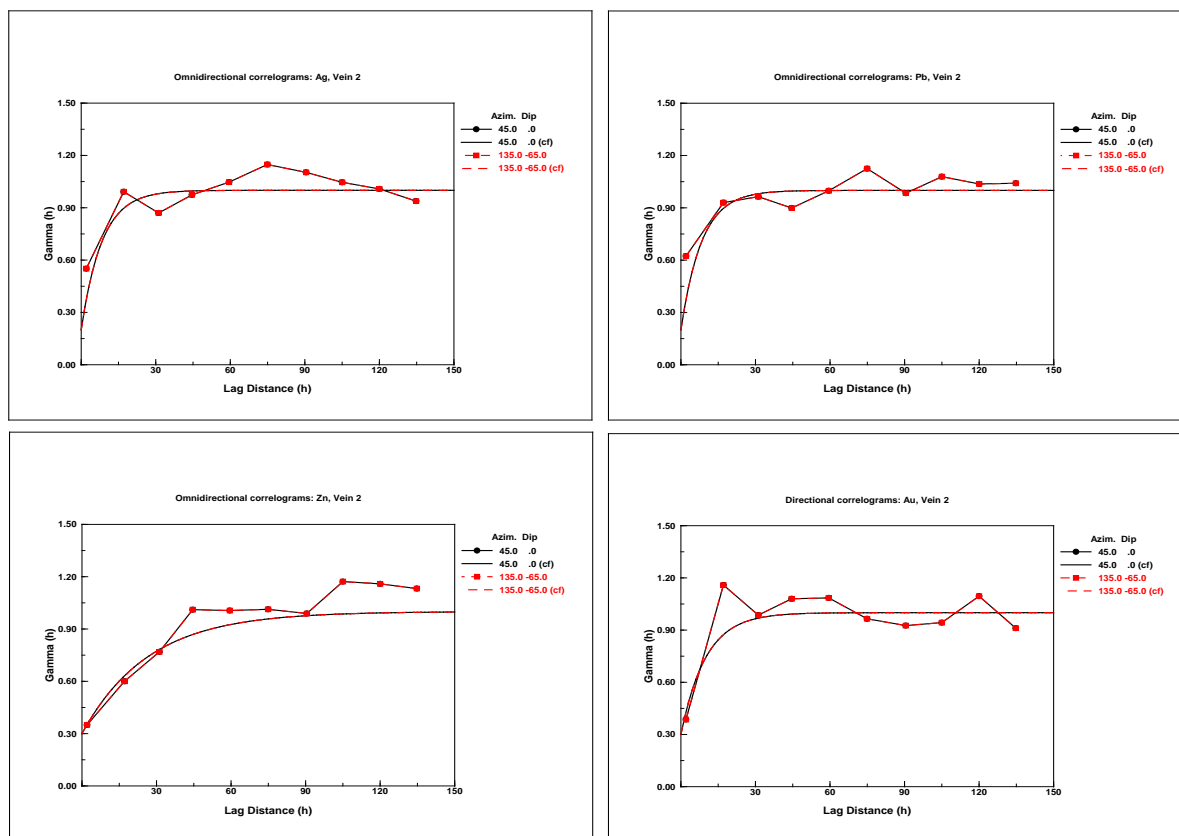 Omnidirectional correlograms: Ag, Vein 2
Gamma (h)
1.50
1.20
0.90
0.60
0.30
0.00
30
60
90
120
150
Lag Distance (h)
Azim. Dip
45.0 .0
45.0 .0 (cf)
135.0 -65.0
135.0 -65.0 (cf)
Omnidirectional correlograms: Pb, Vein 2
Gamma (h)
1.50
1.20
0.90
0.60
0.30
0.00
30
60
90
120
150
Lag Distance (h)
Azim. Dip
45.0 .0
45.0 .0 (cf)
135.0 -65.0
135.0 -65.0 (cf)
Omnidirectional correlograms: Zn, Vein 2
Gamma (h)
1.50
1.20
0.90
0.60
0.30
0.00
30
60
90
120
150
Lag Distance (h)
Azim. Dip
45.0 .0
45.0 .0 (cf)
135.0 -65.0
135.0 -65.0 (cf)
Directional correlograms: Au, Vein 2
Gamma (h)
1.50
1.20
0.90
0.60
0.30
0.00
30
60
90
120
150
Lag Distance (h)
Azim. Dip
45.0 .0
45.0 .0 (cf)
135.0 -65.0
135.0 -65.0 (cf)